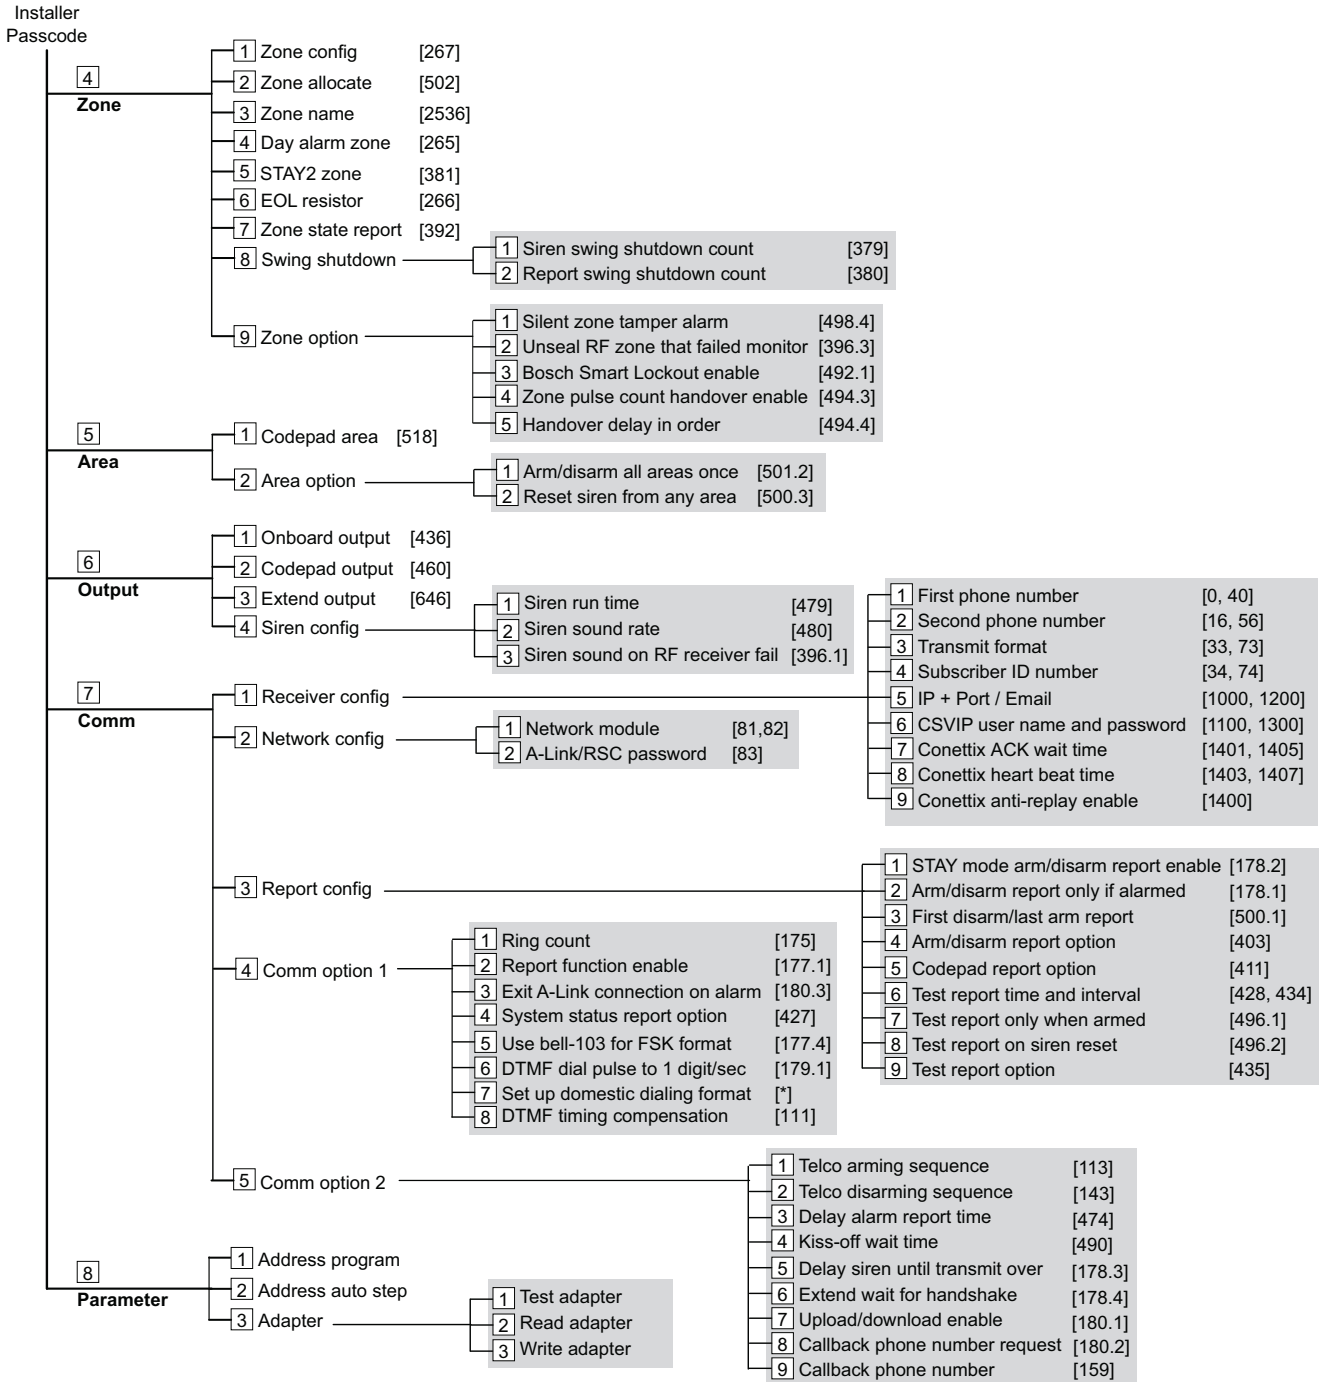 Installer
Passcode
4
Zone
1 Zone config [267]
2 Zone allocate [502]
3 Zone name [2536]
4 Day alarm zone [265]
5 STAY2 zone [381]
6 EOL resistor [266]
7 Zone state report [392]
8 Swing shutdown
1 Siren swing shutdown count [379]
2 Report swing shutdown count [380]
9 Zone option
1 Silent zone tamper alarm [498.4]
2 Unseal RF zone that failed monitor [396.3]
3 Bosch Smart Lockout enable [492.1]
4 Zone pulse count handover enable [494.3]
5 Handover delay in order [494.4]
5
Area
1 Codepad area [518]
2 Area option
1 Arm/disarm all areas once [501.2]
2 Reset siren from any area [500.3]
6
Output
1 Onboard output [436]
2 Codepad output [460]
3 Extend output [646]
4 Siren config
1 Siren run time [479]
2 Siren sound rate [480]
3 Siren sound on RF receiver fail [396.1]
7
Comm
1 Receiver config
1 First phone number [0, 40]
2 Second phone number [16, 56]
3 Transmit format [33, 73]
4 Subscriber ID number [34, 74]
5 IP + Port / Email [1000, 1200]
6 CSVIP user name and password [1100, 1300]
7 Conettix ACK wait time [1401, 1405]
8 Conettix heart beat time [1403, 1407]
9 Conettix anti-replay enable [1400]
2 Network config
1 Network module [81,82]
2 A-Link/RSC password [83]
3 Report config
1 STAY mode arm/disarm report enable [178.2]
2 Arm/disarm report only if alarmed [178.1]
3 First disarm/last arm report [500.1]
4 Arm/disarm report option [403]
5 Codepad report option [411]
6 Test report time and interval [428, 434]
7 Test report only when armed [496.1]
8 Test report on siren reset [496.2]
9 Test report option [435]
4 Comm option 1
1 Ring count [175]
2 Report function enable [177.1]
3 Exit A-Link connection on alarm [180.3]
4 System status report option [427]
5 Use bell-103 for FSK format [177.4]
6 DTMF dial pulse to 1 digit/sec [179.1]
7 Set up domestic dialing format [*]
8 DTMF timing compensation [111]
5 Comm option 2
1 Telco arming sequence [113]
2 Telco disarming sequence [143]
3 Delay alarm report time [474]
4 Kiss-off wait time [490]
5 Delay siren until transmit over [178.3]
6 Extend wait for handshake [178.4]
7 Upload/download enable [180.1]
8 Callback phone number request [180.2]
9 Callback phone number [159]
8
Parameter
1 Address program
2 Address auto step
3 Adapter
1 Test adapter
2 Read adapter
3 Write adapter